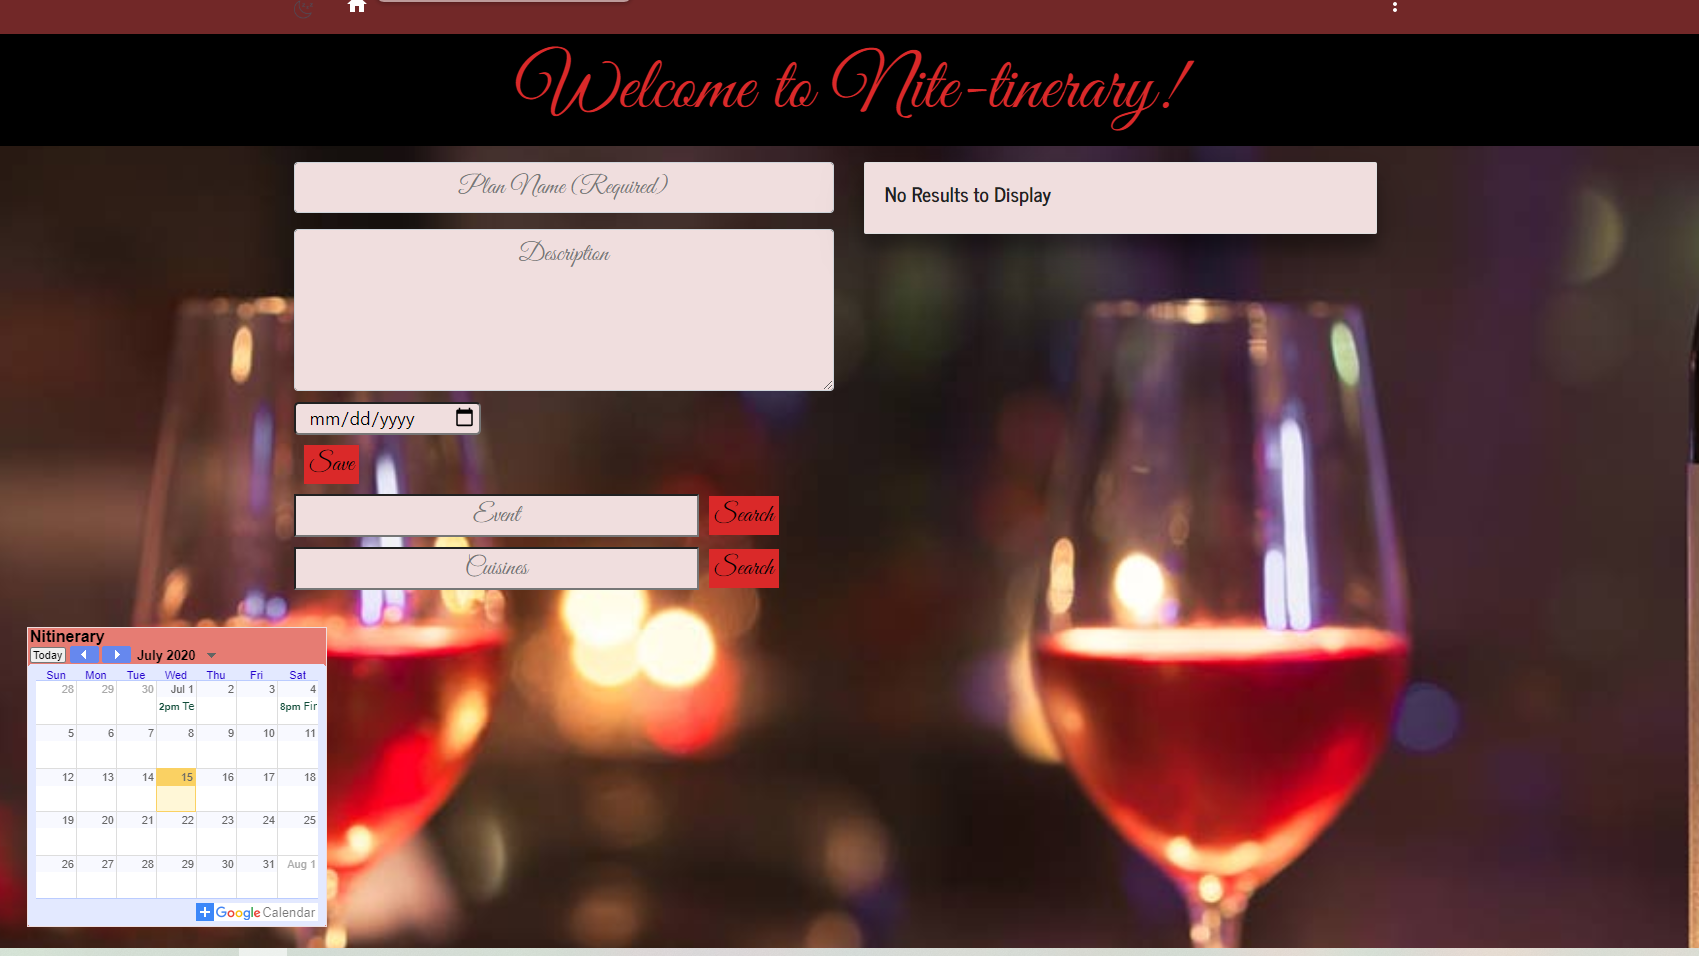 Welcome to Nite-tinerary!
Plan Name (Required)
No Results to Display
Description
mm/dd/yyyy
Save
Event
Search
Cuisines
Search
Nitinerary
Today
July 2020
Sun Mon Tue Wed Thu Fri Sat
28 29 30 Jul 1 2 3 4
2pm Te 8pm Fir
5 6 7 8 9 10 11
12 13 14 15 16 17 18
19 20 21 22 23 24 25
26 27 28 29 30 31 Aug 1
Google Calendar